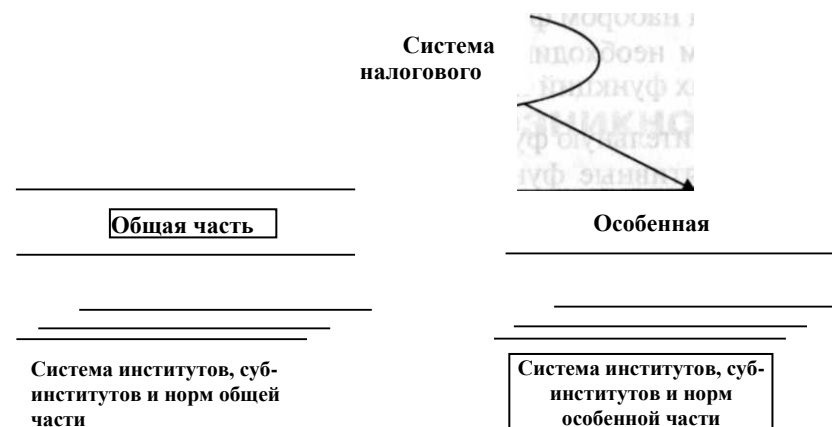 Система
налогового
Общая часть
Особенная
Система институтов, суб-
институтов и норм общей
части
Система институтов, суб-
институтов и норм
особенной части